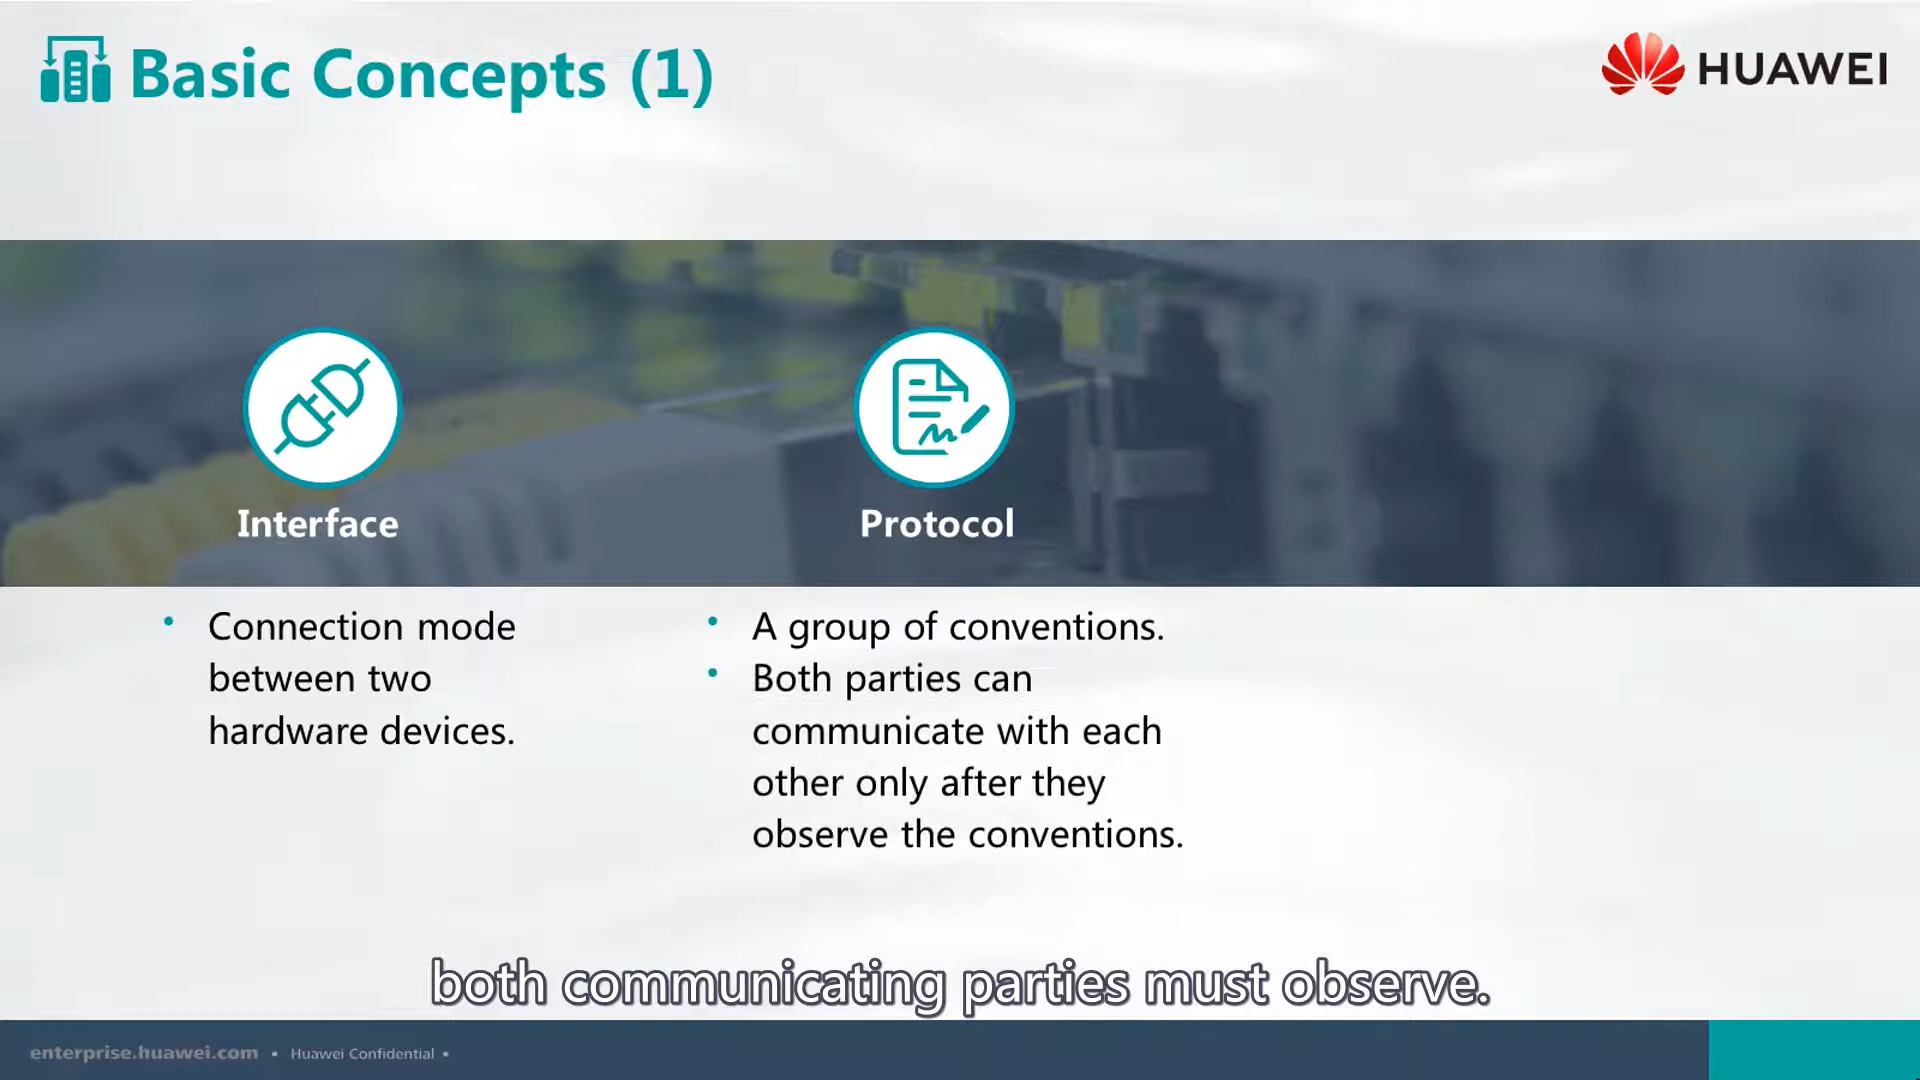 Basic Concepts (1)
HUAWEI
Interface
Protocol
• Connection mode
between two
hardware devices.
• A group of conventions.
• Both parties can
communicate with each
other only after they
observe the conventions.
both communicating parties must observe.
enterprise.huawei.com • Huawei Confidential •